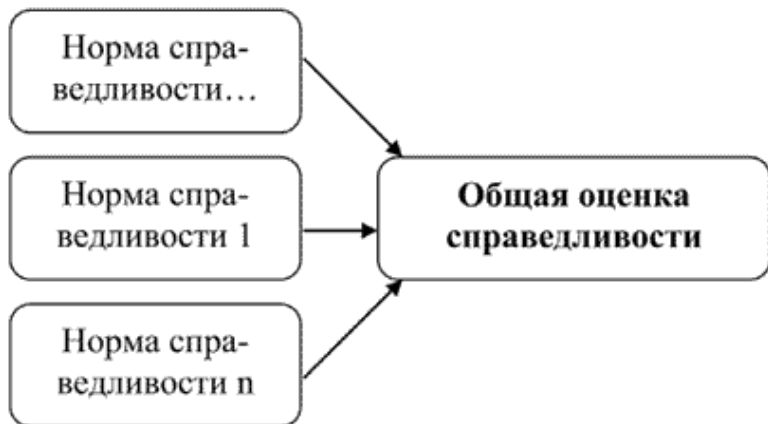 Норма спра-
ведливости…
Норма спра-
ведливости 1
Норма спра-
ведливости n
Общая оценка
справедливости